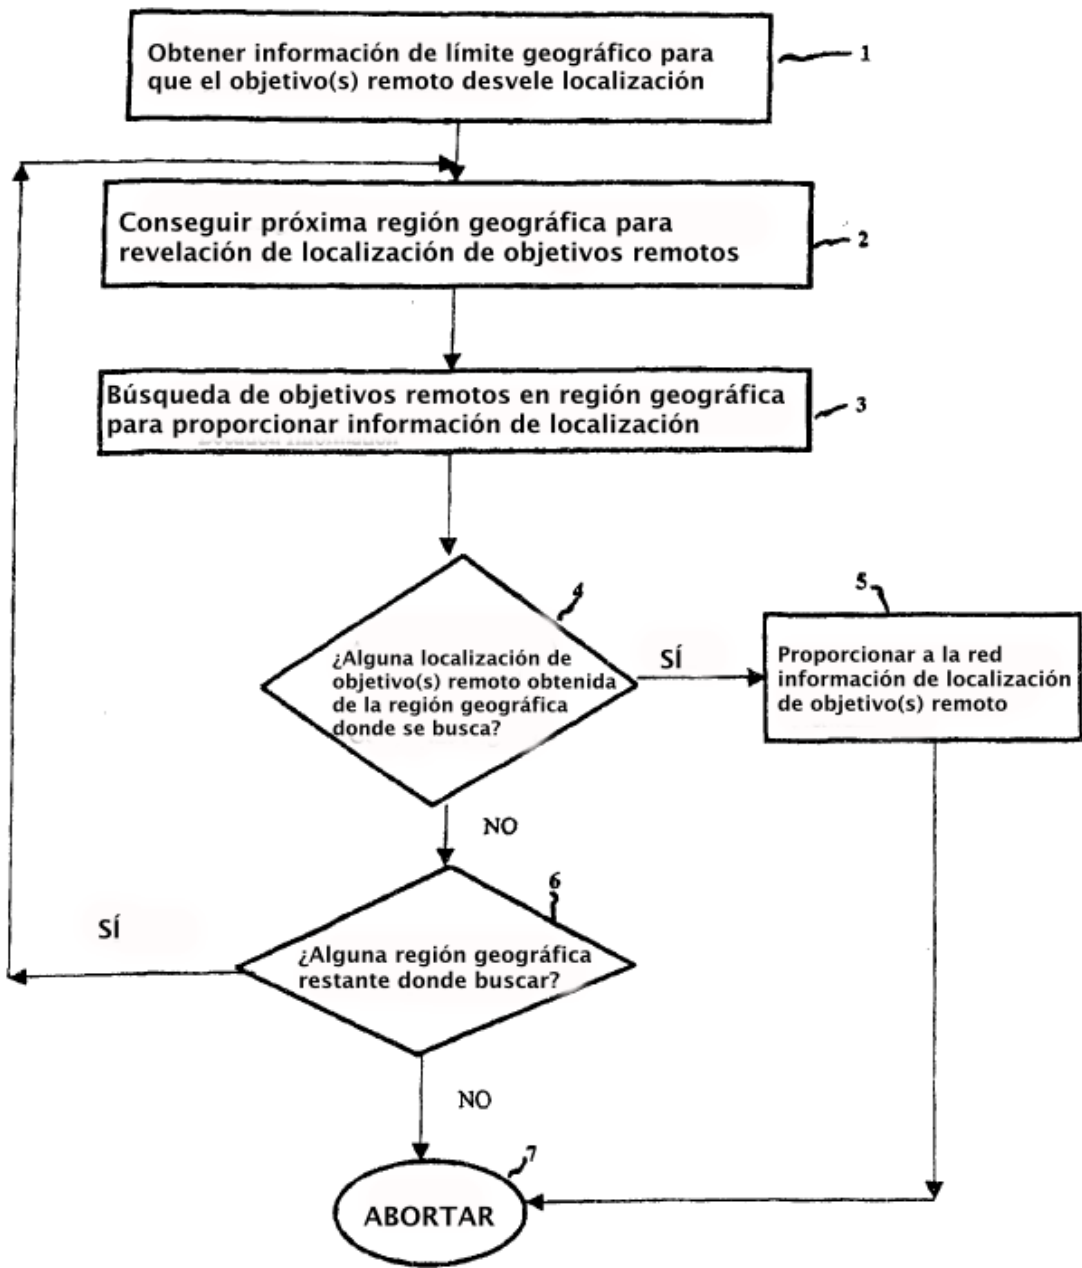 Obtener información de límite geográfico para
que el objetivo(s) remoto desvele localización
1
Conseguir próxima región geográfica para
revelación de localización de objetivos remotos
2
Búsqueda de objetivos remotos en región geográfica
para proporcionar información de localización
3
4
¿Alguna localización de
objetivo(s) remoto obtenida
de la región geográfica
donde se busca?
SÍ
5
Proporcionar a la red
información de localización
de objetivo(s) remoto
NO
6
¿Alguna región geográfica
restante donde buscar?
SÍ
NO
7
ABORTAR